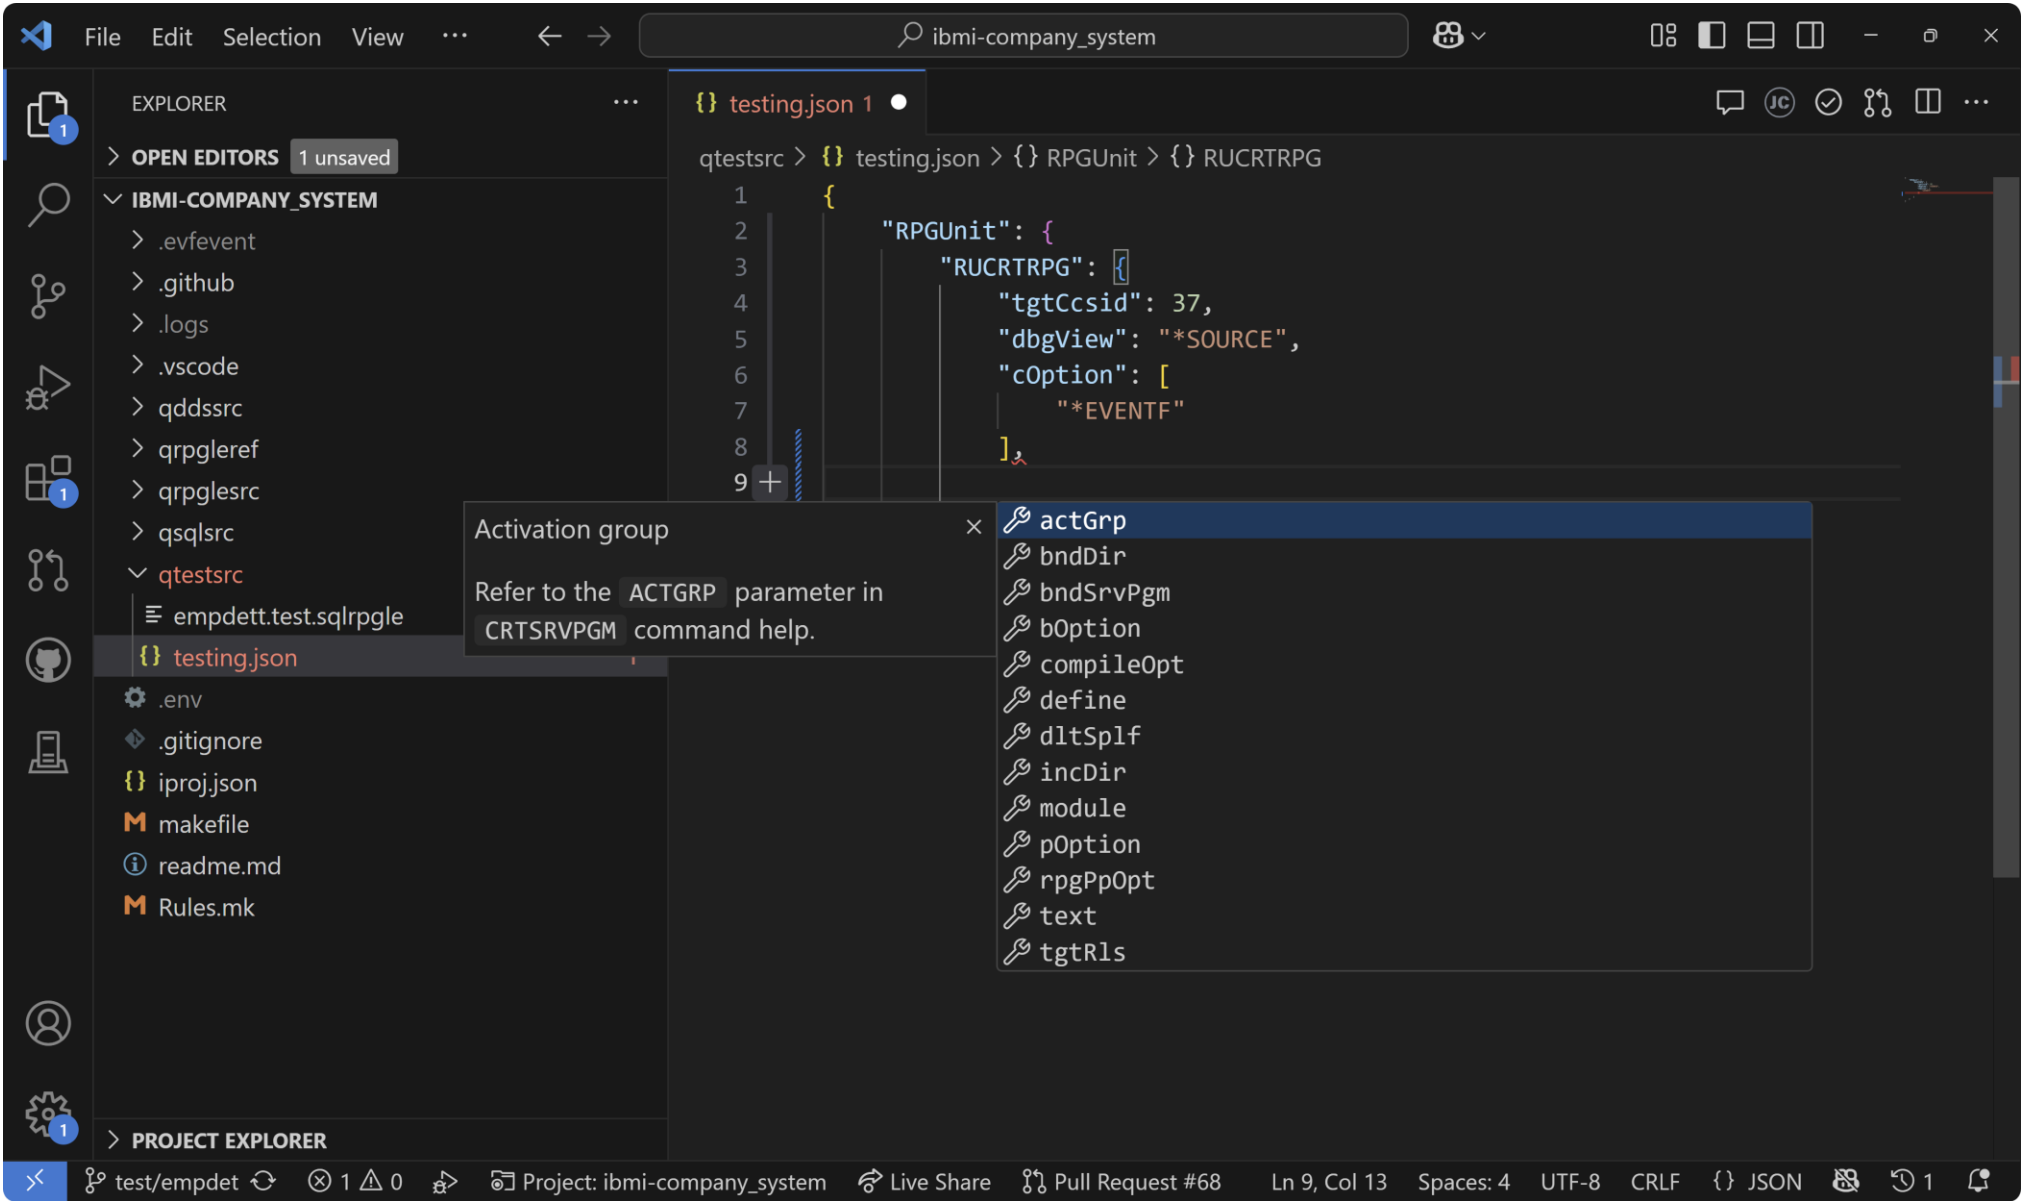 File Edit Selection View ··· ibmi-company_system
EXPLORER
OPEN EDITORS 1 unsaved
IBMI-COMPANY_SYSTEM
.evfevent
.github
.logs
.vscode
qddssrc
qrpgleref
qrpglesrc
qsqlsrc
qtestsrc
empdett.test.sqlrpgle
testing.json
.env
.gitignore
iproj.json
makefile
readme.md
Rules.mk
PROJECT EXPLORER
1
1
1
{} testing.json 1
JC
qtestsrc > {} testing.json > {} RPGUnit > {} RUCRTRPG
1 {
2 "RPGUnit": {
3 "RUCRTRPG": {
4 "tgtCcsid": 37,
5 "dbgView": "*SOURCE",
6 "cOption": [
7 "*EVENTF"
8 ],
9
Activation group
Refer to the ACTGRP parameter in
CRTSRVPGM command help.
actGrp
bndDir
bndSrvPgm
bOption
compileOpt
define
dltSplf
incDir
module
pOption
rpgPpOpt
text
tgtRls
test/empdet 1 0 Project: ibmi-company_system Live Share Pull Request #68 Ln 9, Col 13 Spaces: 4 UTF-8 CRLF {} JSON 1